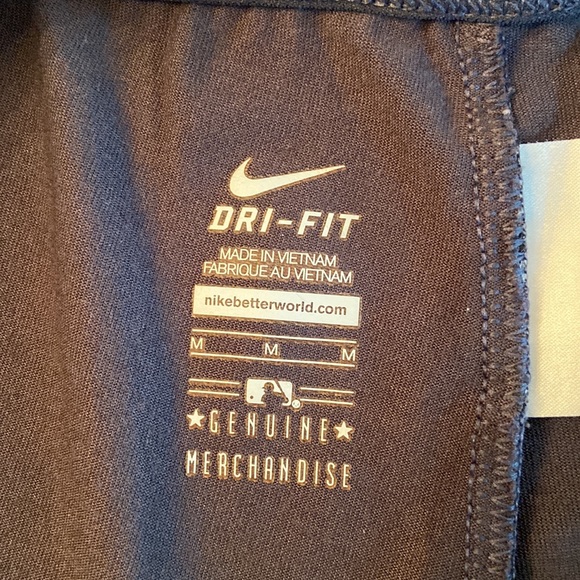 DRI-FIT
MADE IN VIETNAM
FABRIQUE AU VIETNAM
nikebetterworld.com
M M M
GENUINE
MERCHANDISE